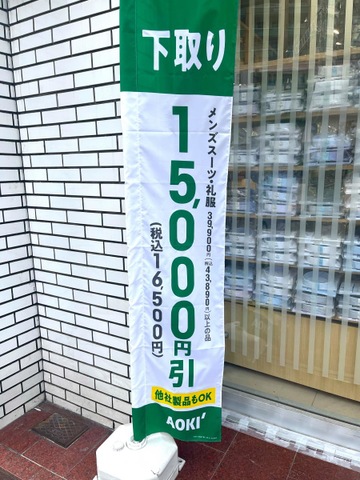 下取り
メンズスーツ・礼服 39,900円(税込43,890円)以上の品
15,000円引
(税込16,500円)
他社製品もOK
AOKI